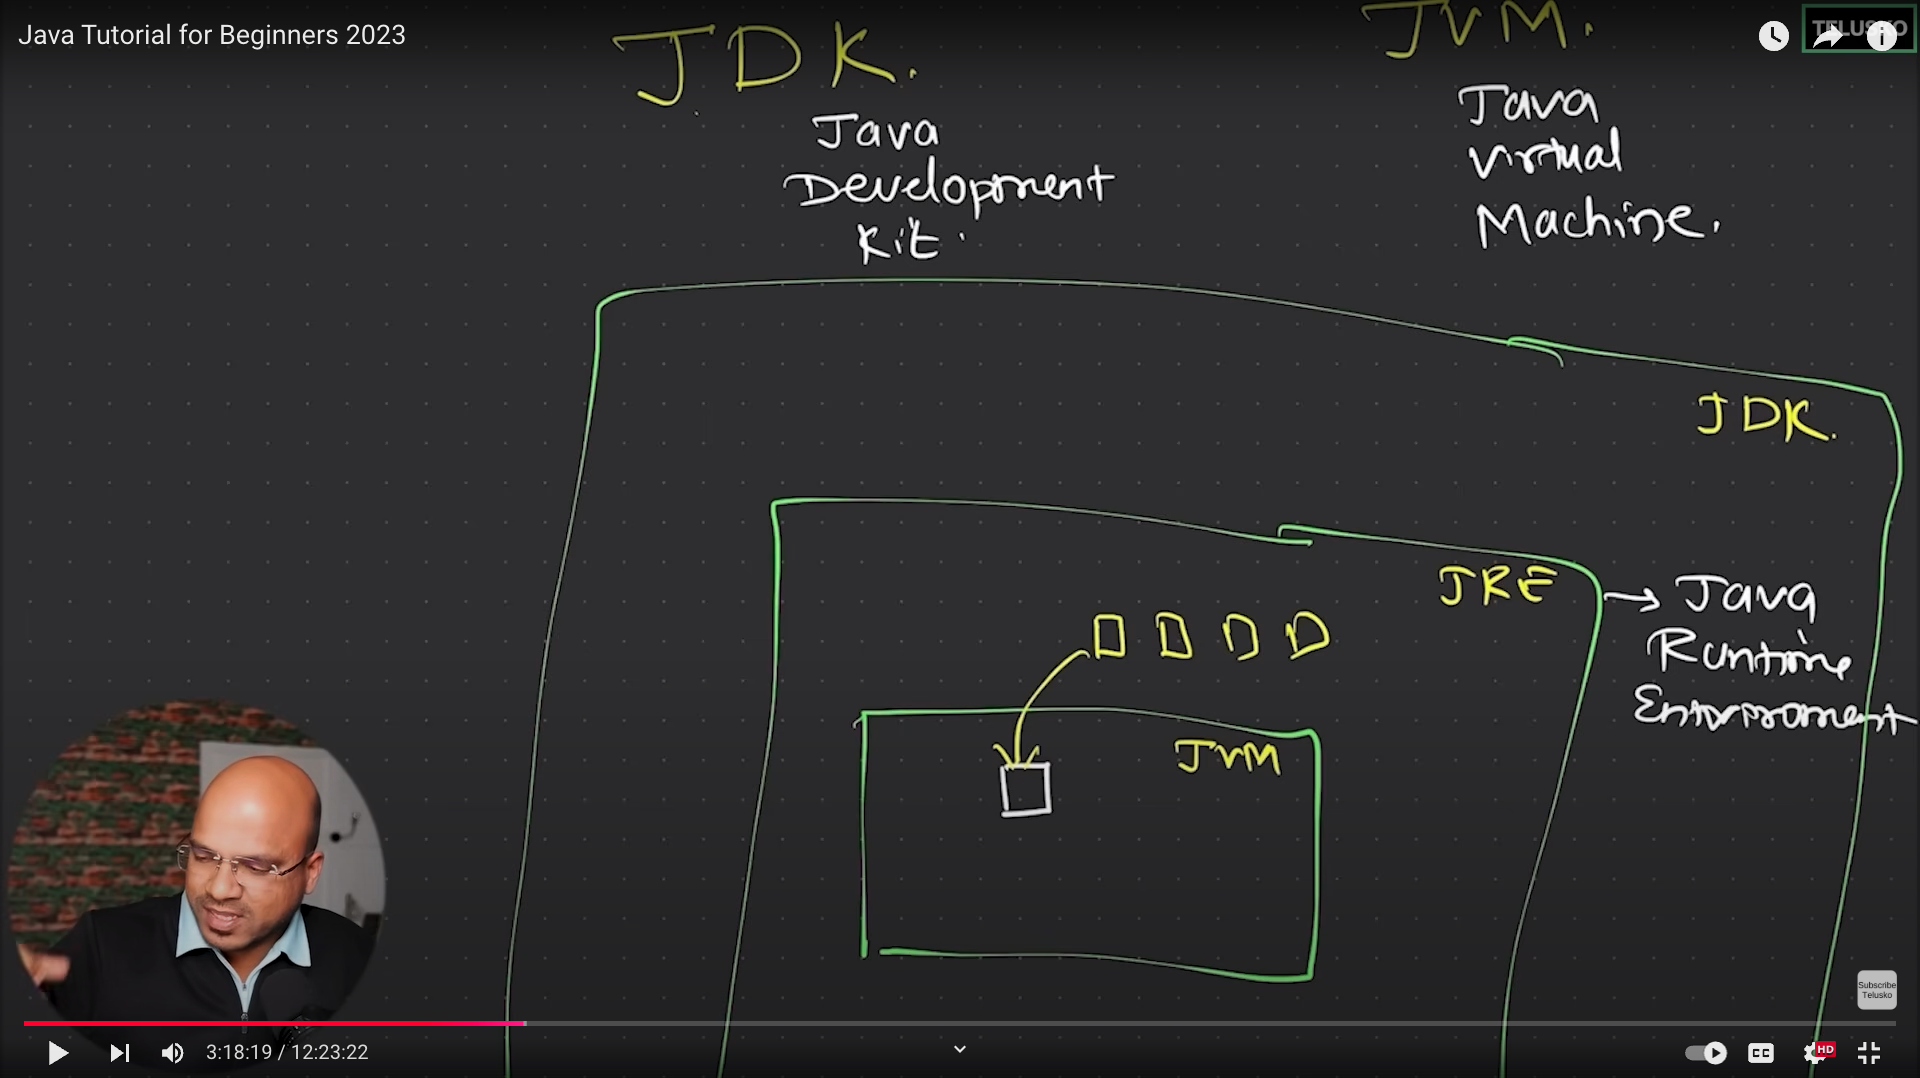 Java Tutorial for Beginners 2023
TELUSKO
JDK.
JVM.
Java
Development
Kit.
Java
Virtual
Machine.
JDK.
JRE
Java
Runtime
JVM
Subscribe
Telusko
3:18:19 / 12:23:22
CC
HD